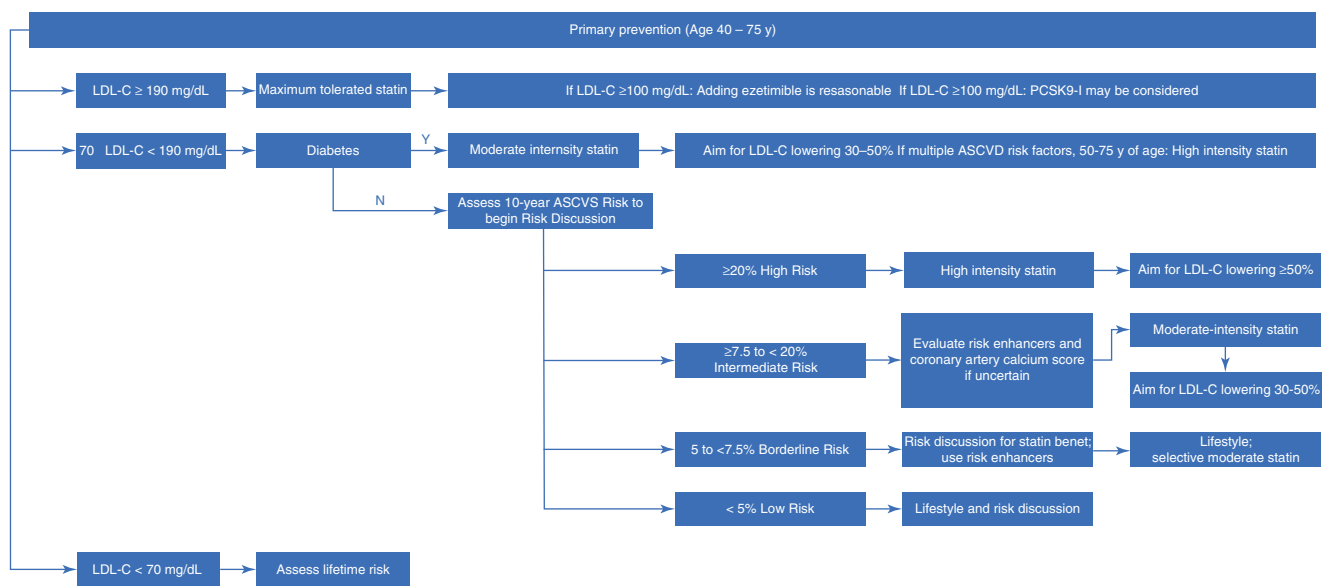 Primary prevention (Age 40 – 75 y)
LDL-C ≥ 190 mg/dL
Maximum tolerated statin
If LDL-C ≥100 mg/dL: Adding ezetimible is resasonable If LDL-C ≥100 mg/dL: PCSK9-I may be considered
70 LDL-C < 190 mg/dL
Diabetes
Y
Moderate internsity statin
Aim for LDL-C lowering 30–50% If multiple ASCVD risk factors, 50-75 y of age: High intensity statin
N
Assess 10-year ASCVS Risk to
begin Risk Discussion
≥20% High Risk
High intensity statin
Aim for LDL-C lowering ≥50%
≥7.5 to < 20%
Intermediate Risk
Evaluate risk enhancers and
coronary artery calcium score
if uncertain
Moderate-intensity statin
Aim for LDL-C lowering 30-50%
5 to <7.5% Borderline Risk
Risk discussion for statin benet;
use risk enhancers
Lifestyle;
selective moderate statin
< 5% Low Risk
Lifestyle and risk discussion
LDL-C < 70 mg/dL
Assess lifetime risk